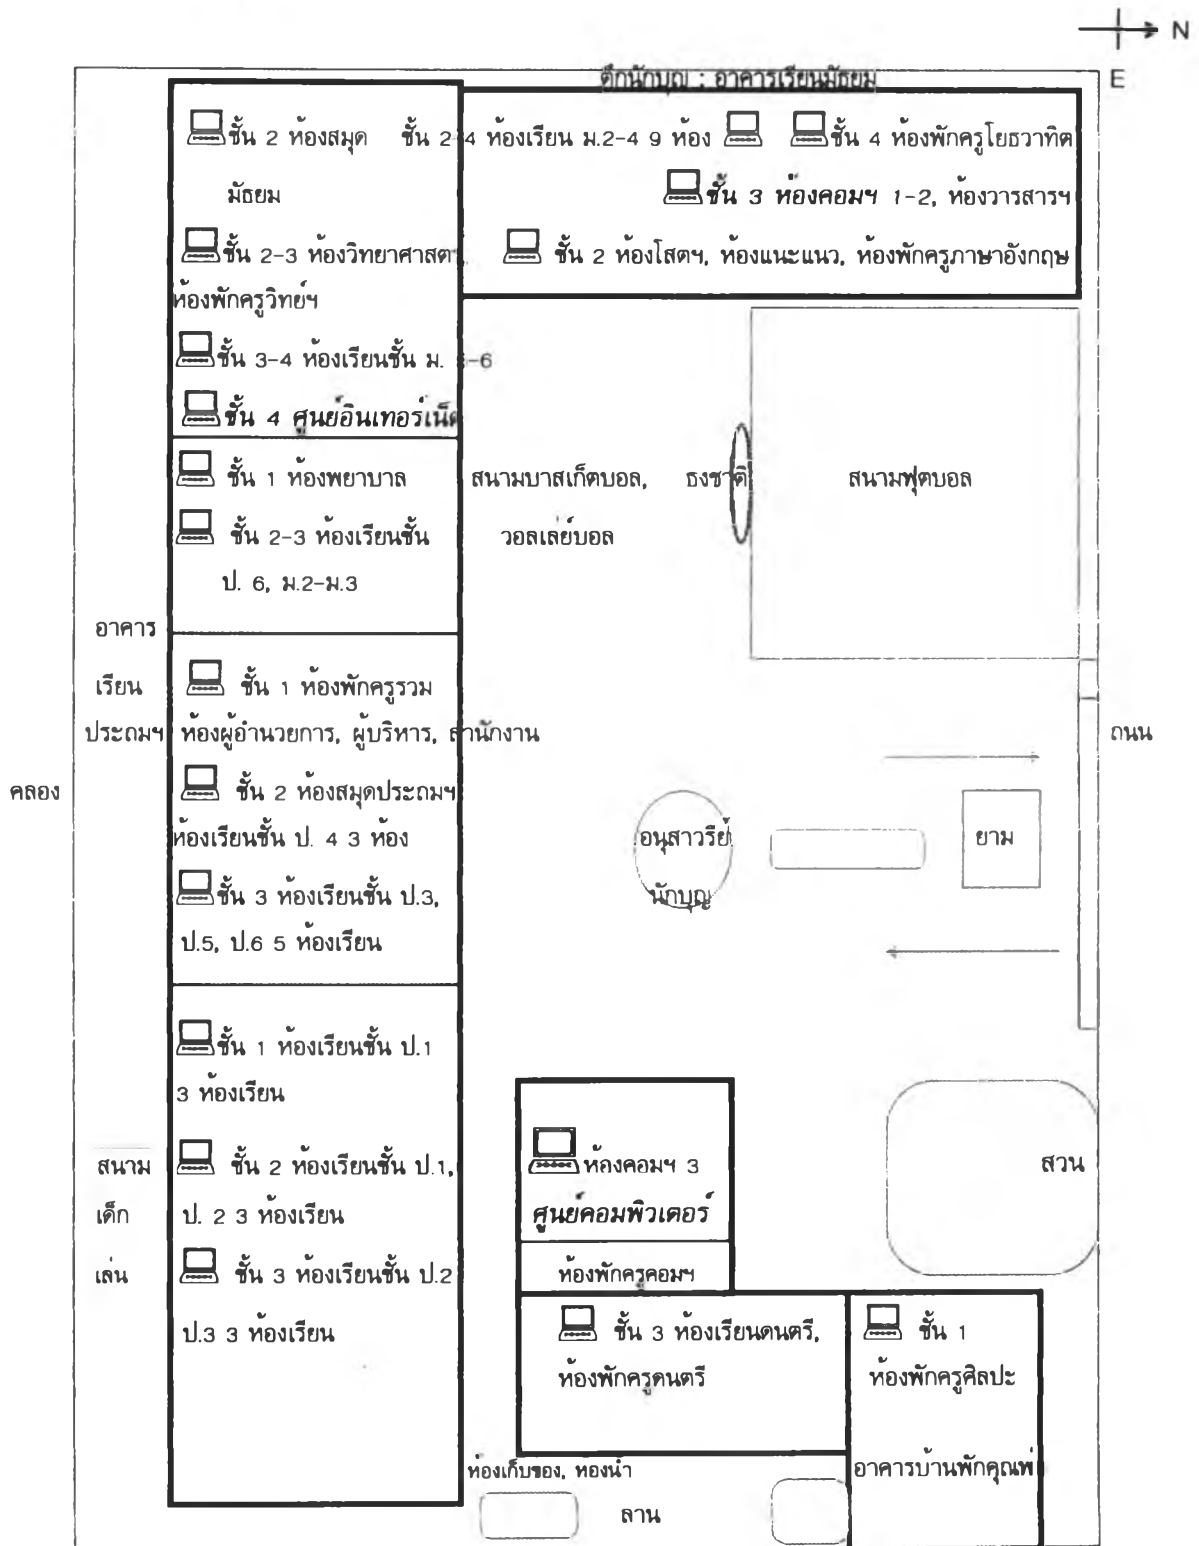 N
E
ตึกนักบุญ : อาคารเรียนมัธยม
ชั้น 2 ห้องสมุด
มัธยม
ชั้น 2-3 ห้องวิทยาศาสตร์,
ห้องพักครูวิทย์ฯ
ชั้น 3-4 ห้องเรียนชั้น ม. -6
ชั้น 4 ศูนย์อินเทอร์เน็ต
ชั้น 2-4 ห้องเรียน ม.2-4 9 ห้อง
ชั้น 4 ห้องพักครูโยธวาทิต
ชั้น 3 ห้องคอมฯ 1-2, ห้องวารสารฯ
ชั้น 2 ห้องโสตฯ, ห้องแนะแนว, ห้องพักครูภาษาอังกฤษ
ชั้น 1 ห้องพยาบาล
ชั้น 2-3 ห้องเรียนชั้น
ป. 6, ม.2-ม.3
สนามบาสเก็ตบอล,
วอลเล่ย์บอล
ธงชาติ
สนามฟุตบอล
อาคาร
เรียน
ประถมฯ
ชั้น 1 ห้องพักครูรวม
ห้องผู้อำนวยการ, ผู้บริหาร, สำนักงาน
ชั้น 2 ห้องสมุดประถมฯ
ห้องเรียนชั้น ป. 4 3 ห้อง
ชั้น 3 ห้องเรียนชั้น ป.3,
ป.5, ป.6 5 ห้องเรียน
คลอง
ถนน
อนุสาวรีย์
นักบุญ
ยาม
ชั้น 1 ห้องเรียนชั้น ป.1
3 ห้องเรียน
ชั้น 2 ห้องเรียนชั้น ป.1,
ป. 2 3 ห้องเรียน
ชั้น 3 ห้องเรียนชั้น ป.2
ป.3 3 ห้องเรียน
สนาม
เด็ก
เล่น
ห้องคอมฯ 3
ศูนย์คอมพิวเตอร์
ห้องพักครูคอมฯ
สวน
ชั้น 3 ห้องเรียนดนตรี,
ห้องพักครูดนตรี
ชั้น 1
ห้องพักครูศิลปะ
อาคารบ้านพักคุณพ่อ
ห้องเก็บของ, ห้องน้ำ
ลาน